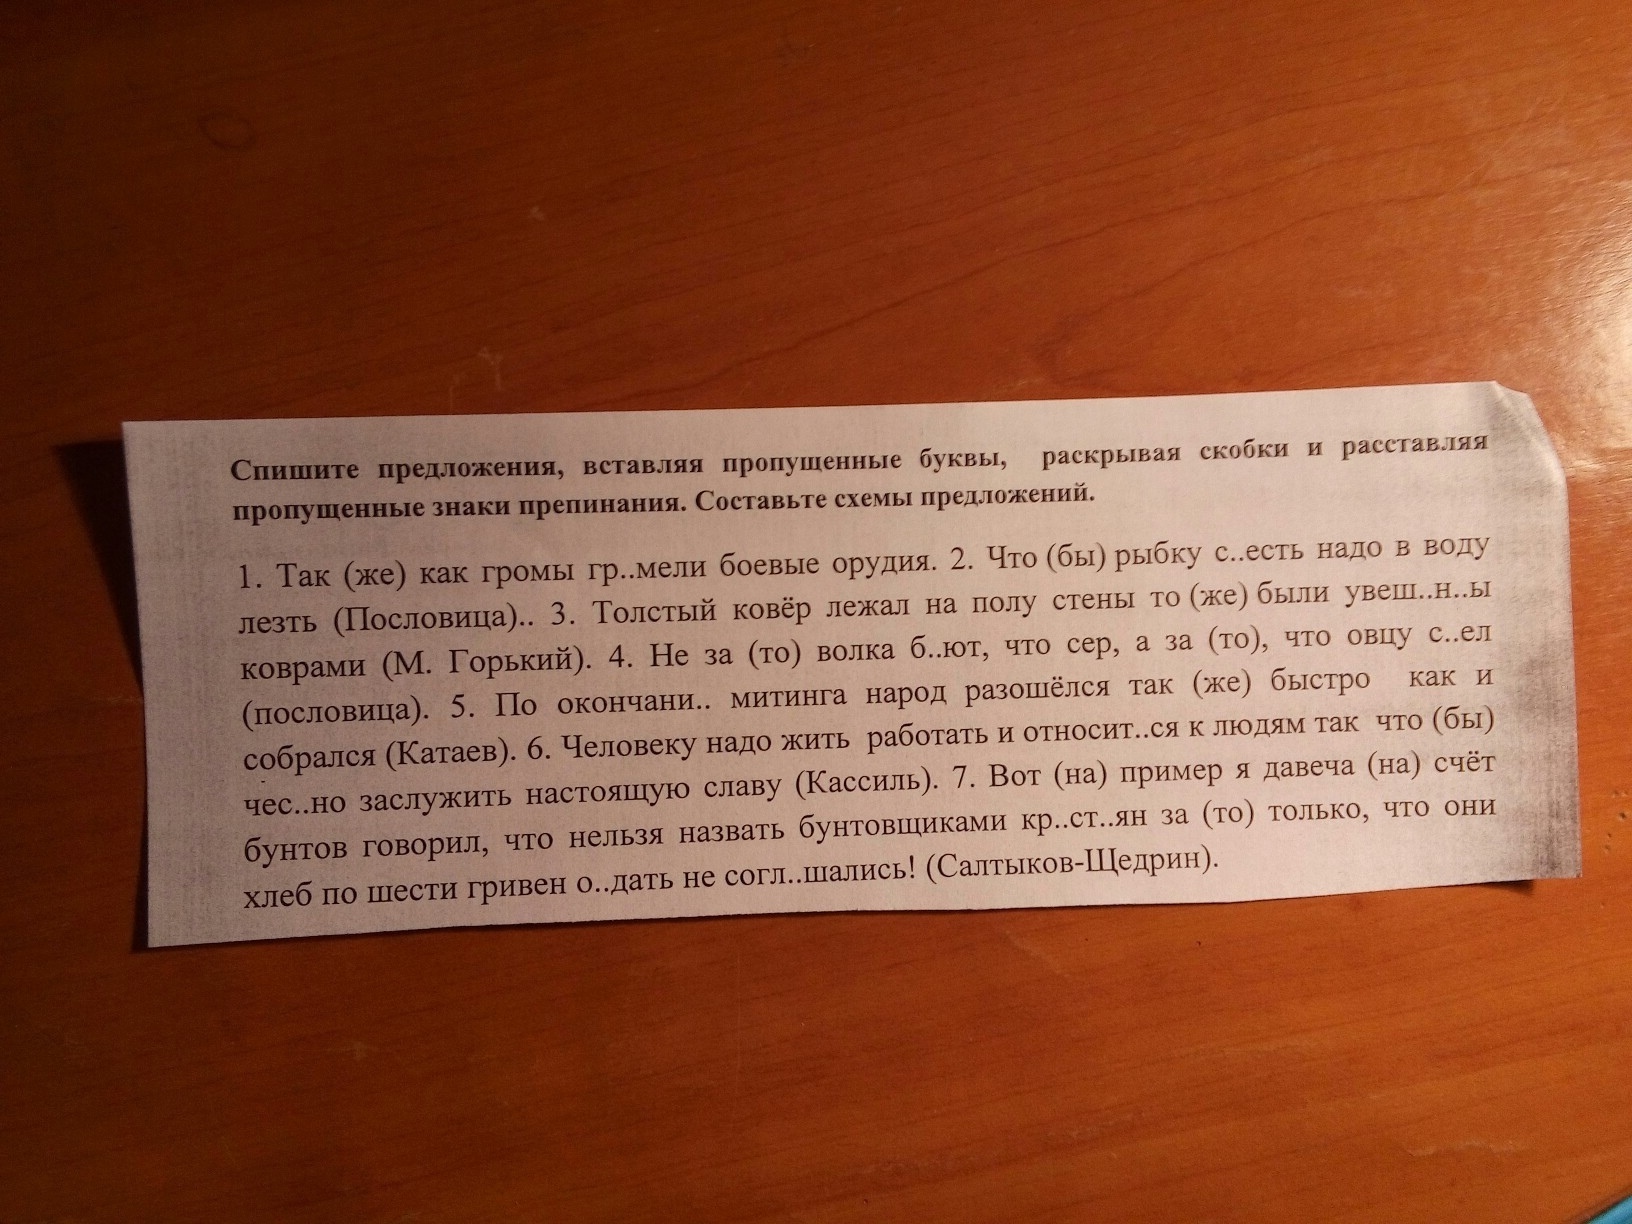 Спишите предложения, вставляя пропущенные буквы, раскрывая скобки и расставляя
пропущенные знаки препинания. Составьте схемы предложений.
1. Так (же) как громы гр..мели боевые орудия. 2. Что (бы) рыбку с..есть надо в воду
лезть (Пословица).. 3. Толстый ковёр лежал на полу стены то (же) были увеш..н..ы
коврами (М. Горький). 4. Не за (то) волка б..ют, что сер, а за (то), что овцу с..ел
(пословица). 5. По окончани.. митинга народ разошёлся так (же) быстро как и
собрался (Катаев). 6. Человеку надо жить работать и относит..ся к людям так что (бы)
чес..но заслужить настоящую славу (Кассиль). 7. Вот (на) пример я давеча (на) счёт
бунтов говорил, что нельзя назвать бунтовщиками кр..ст..ян за (то) только, что они
хлеб по шести гривен о..дать не согл..шались! (Салтыков-Щедрин).